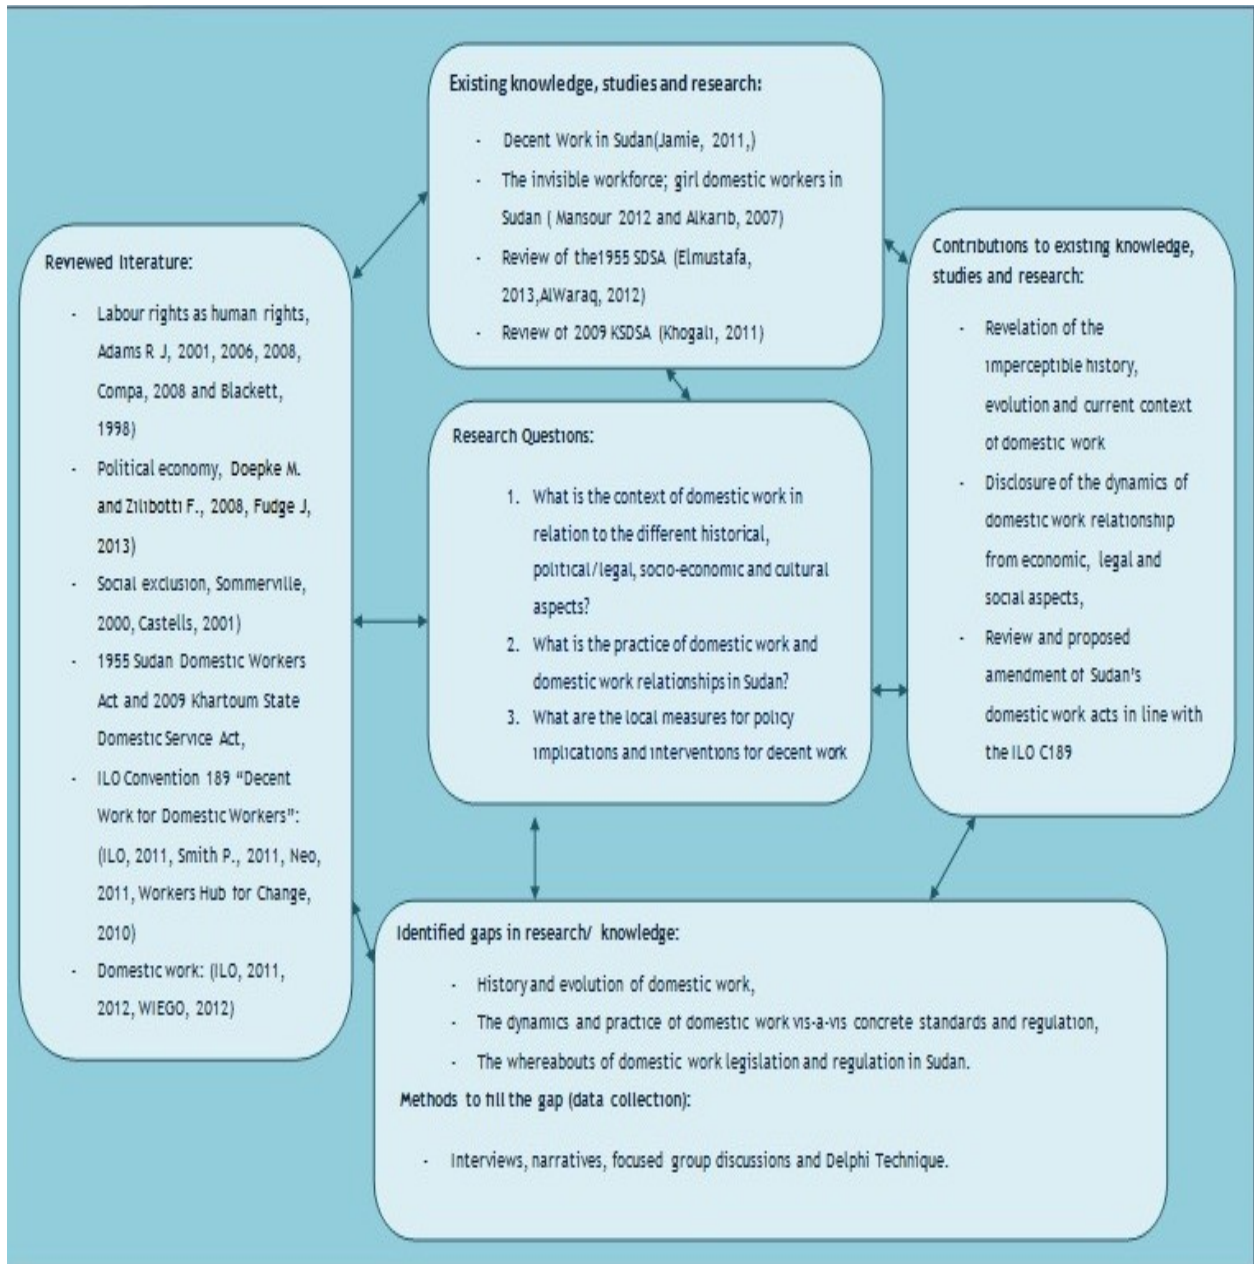 Existing knowledge, studies and research:
- Decent Work in Sudan(Jamie, 2011,)
- The invisible workforce; girl domestic workers in
Sudan ( Mansour 2012 and Alkarib, 2007)
- Review of the1955 SDSA (Elmustafa,
2013,AlWaraq, 2012)
- Review of 2009 KSDSA (Khogali, 2011)
Reviewed literature:
- Labour rights as human rights,
Adams R J, 2001, 2006, 2008,
Compa, 2008 and Blackett,
1998)
- Political economy, Doepke M.
and Zilibotti F., 2008, Fudge J,
2013)
- Social exclusion, Sommerville,
2000, Castells, 2001)
- 1955 Sudan Domestic Workers
Act and 2009 Khartoum State
Domestic Service Act,
- ILO Convention 189 “Decent
Work for Domestic Workers”:
(ILO, 2011, Smith P., 2011, Neo,
2011, Workers Hub for Change,
2010)
- Domestic work: (ILO, 2011,
2012, WIEGO, 2012)
Research Questions:
1. What is the context of domestic work in
relation to the different historical,
political/legal, socio-economic and cultural
aspects?
2. What is the practice of domestic work and
domestic work relationships in Sudan?
3. What are the local measures for policy
implications and interventions for decent work
Contributions to existing knowledge,
studies and research:
- Revelation of the
imperceptible history,
evolution and current context
of domestic work
- Disclosure of the dynamics of
domestic work relationship
from economic, legal and
social aspects,
- Review and proposed
amendment of Sudan's
domestic work acts in line with
the ILO C189
Identified gaps in research/ knowledge:
- History and evolution of domestic work,
- The dynamics and practice of domestic work vis-a-vis concrete standards and regulation,
- The whereabouts of domestic work legislation and regulation in Sudan.
Methods to fill the gap (data collection):
- Interviews, narratives, focused group discussions and Delphi Technique.